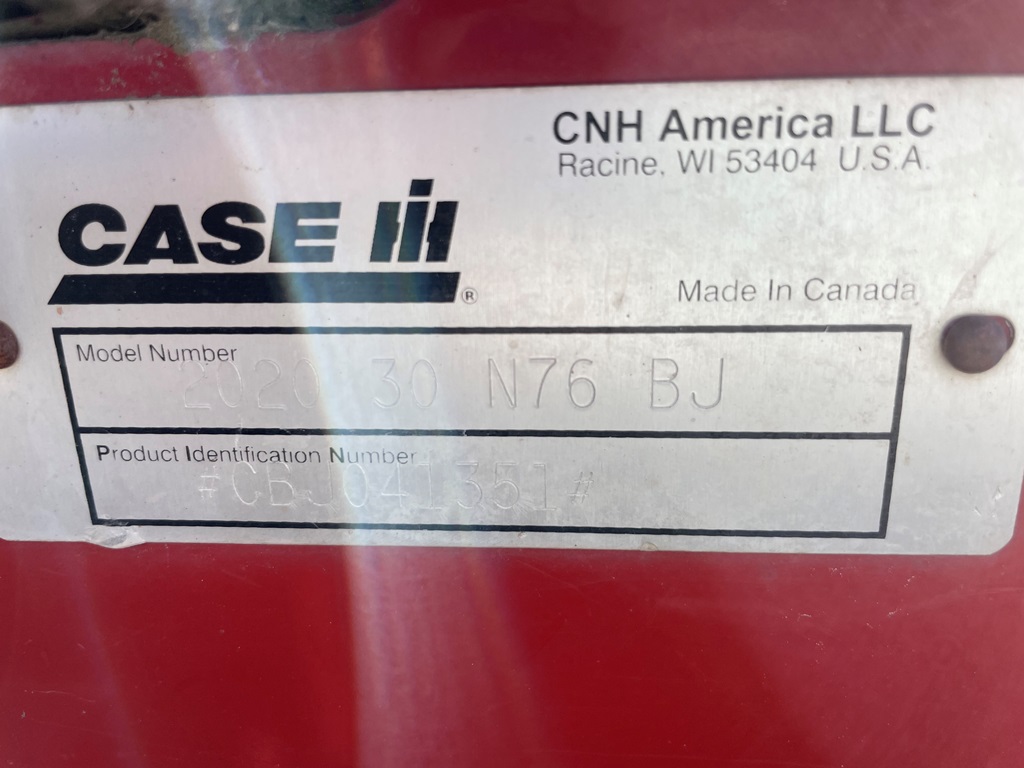 CNH America LLC
Racine, WI 53404 U.S.A.
CASE IH
®
Made In Canada
Model Number
2020 30 N76 BJ
Product Identification Number
#CBJ041351#